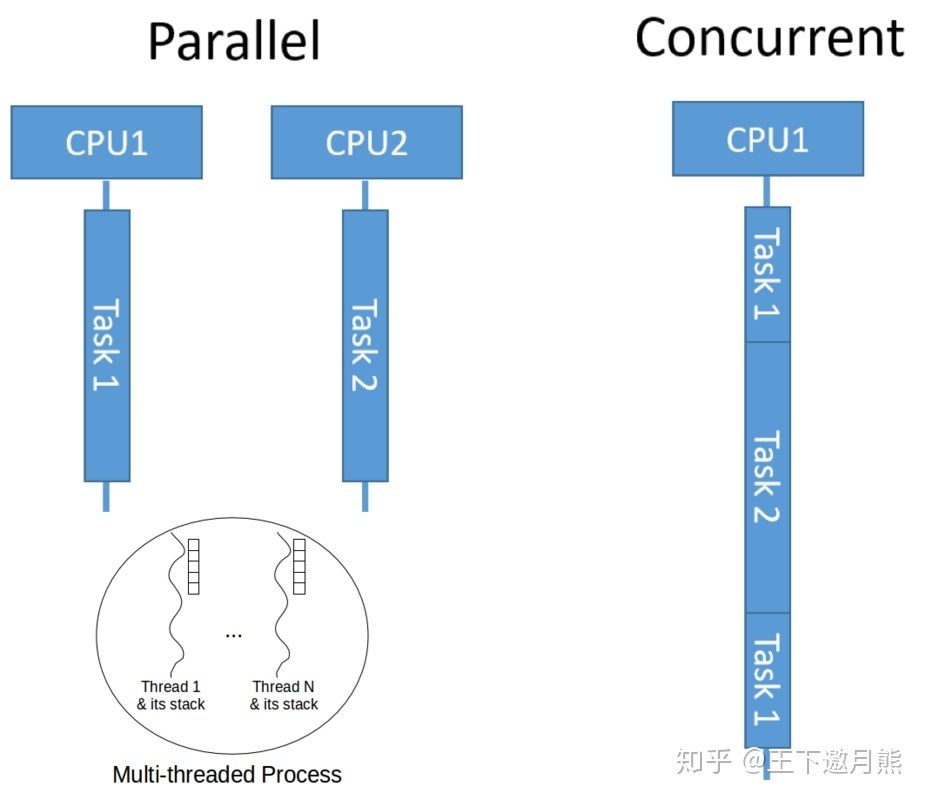 Parallel
Concurrent
CPU1
CPU2
CPU1
Task 1
Task 2
Task 1
Task 2
Task 1
...
Thread 1
& its stack
Thread N
& its stack
Multi-threaded Process
知乎 @王下邀月熊